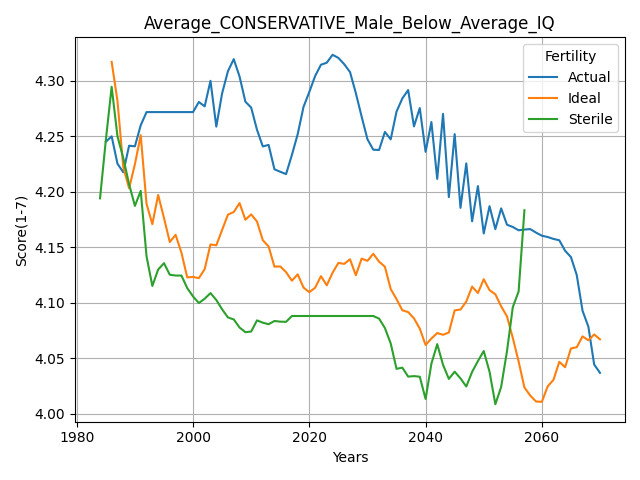 Average_CONSERVATIVE_Male_Below_Average_IQ
Fertility
Actual
Ideal
Sterile
Score(1-7)
4.30
4.25
4.20
4.15
4.10
4.05
4.00
1980
2000
2020
2040
2060
Years